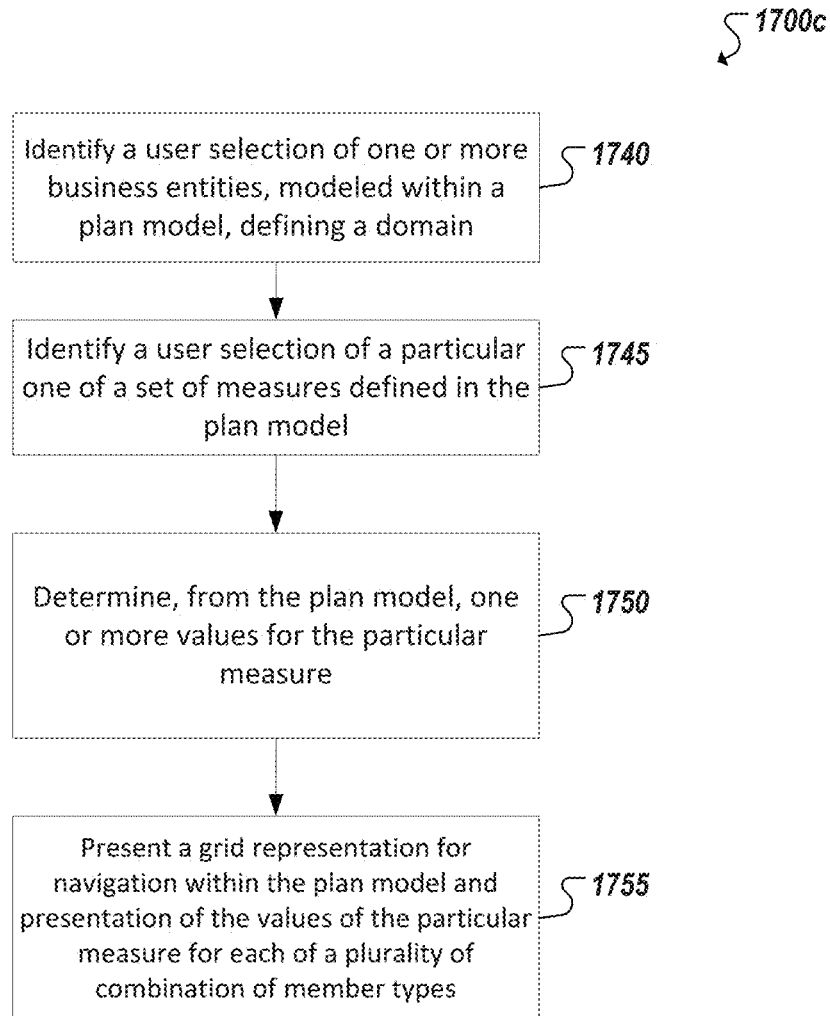 1700c
Identify a user selection of one or more
business entities, modeled within a
plan model, defining a domain
1740
Identify a user selection of a particular
one of a set of measures defined in the
plan model
1745
Determine, from the plan model, one
or more values for the particular
measure
1750
Present a grid representation for
navigation within the plan model and
presentation of the values of the particular
measure for each of a plurality of
combination of member types
1755